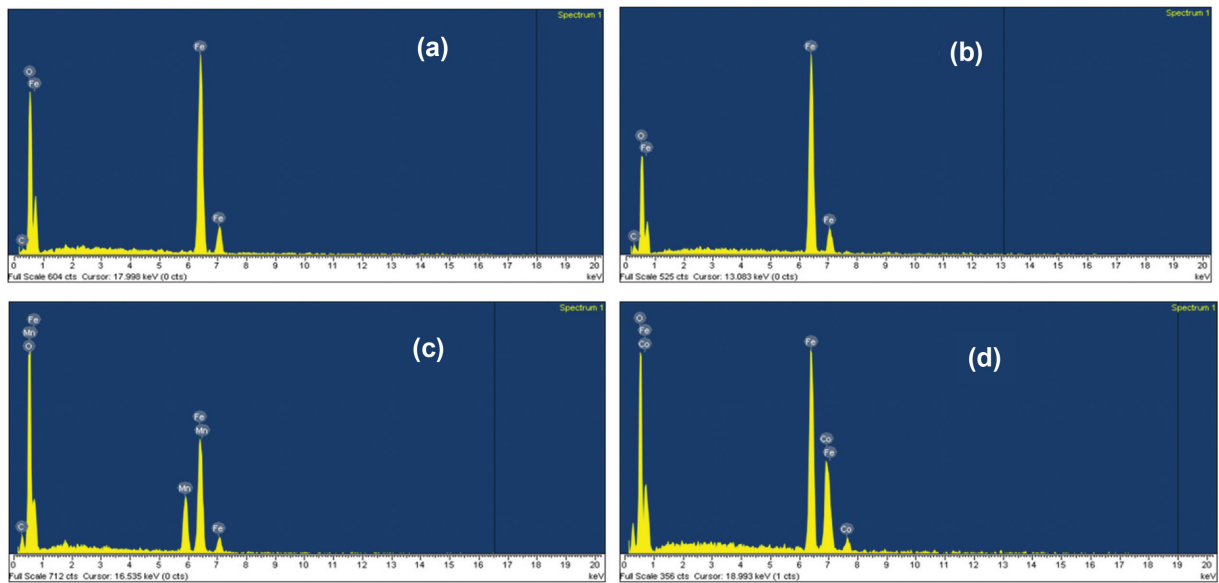 Spectrum 1
(a)
Fe
O
Fe
Fe
C
0 1 2 3 4 5 6 7 8 9 10 11 12 13 14 15 16 17 18 19 20
Full Scale 604 cts Cursor: 17.998 keV (0 cts) keV
Spectrum 1
(b)
Fe
O
Fe
Fe
C
0 1 2 3 4 5 6 7 8 9 10 11 12 13 14 15 16 17 18 19 20
Full Scale 525 cts Cursor: 13.083 keV (0 cts) keV
Spectrum 1
Fe
Mn
O
(c)
Fe
Mn
Mn
C
Fe
0 1 2 3 4 5 6 7 8 9 10 11 12 13 14 15 16 17 18 19 20
Full Scale 712 cts Cursor: 16.535 keV (0 cts) keV
Spectrum 1
O
Fe
Co
Fe
(d)
Co
Fe
Co
0 1 2 3 4 5 6 7 8 9 10 11 12 13 14 15 16 17 18 19 20
Full Scale 356 cts Cursor: 18.993 keV (1 cts) keV